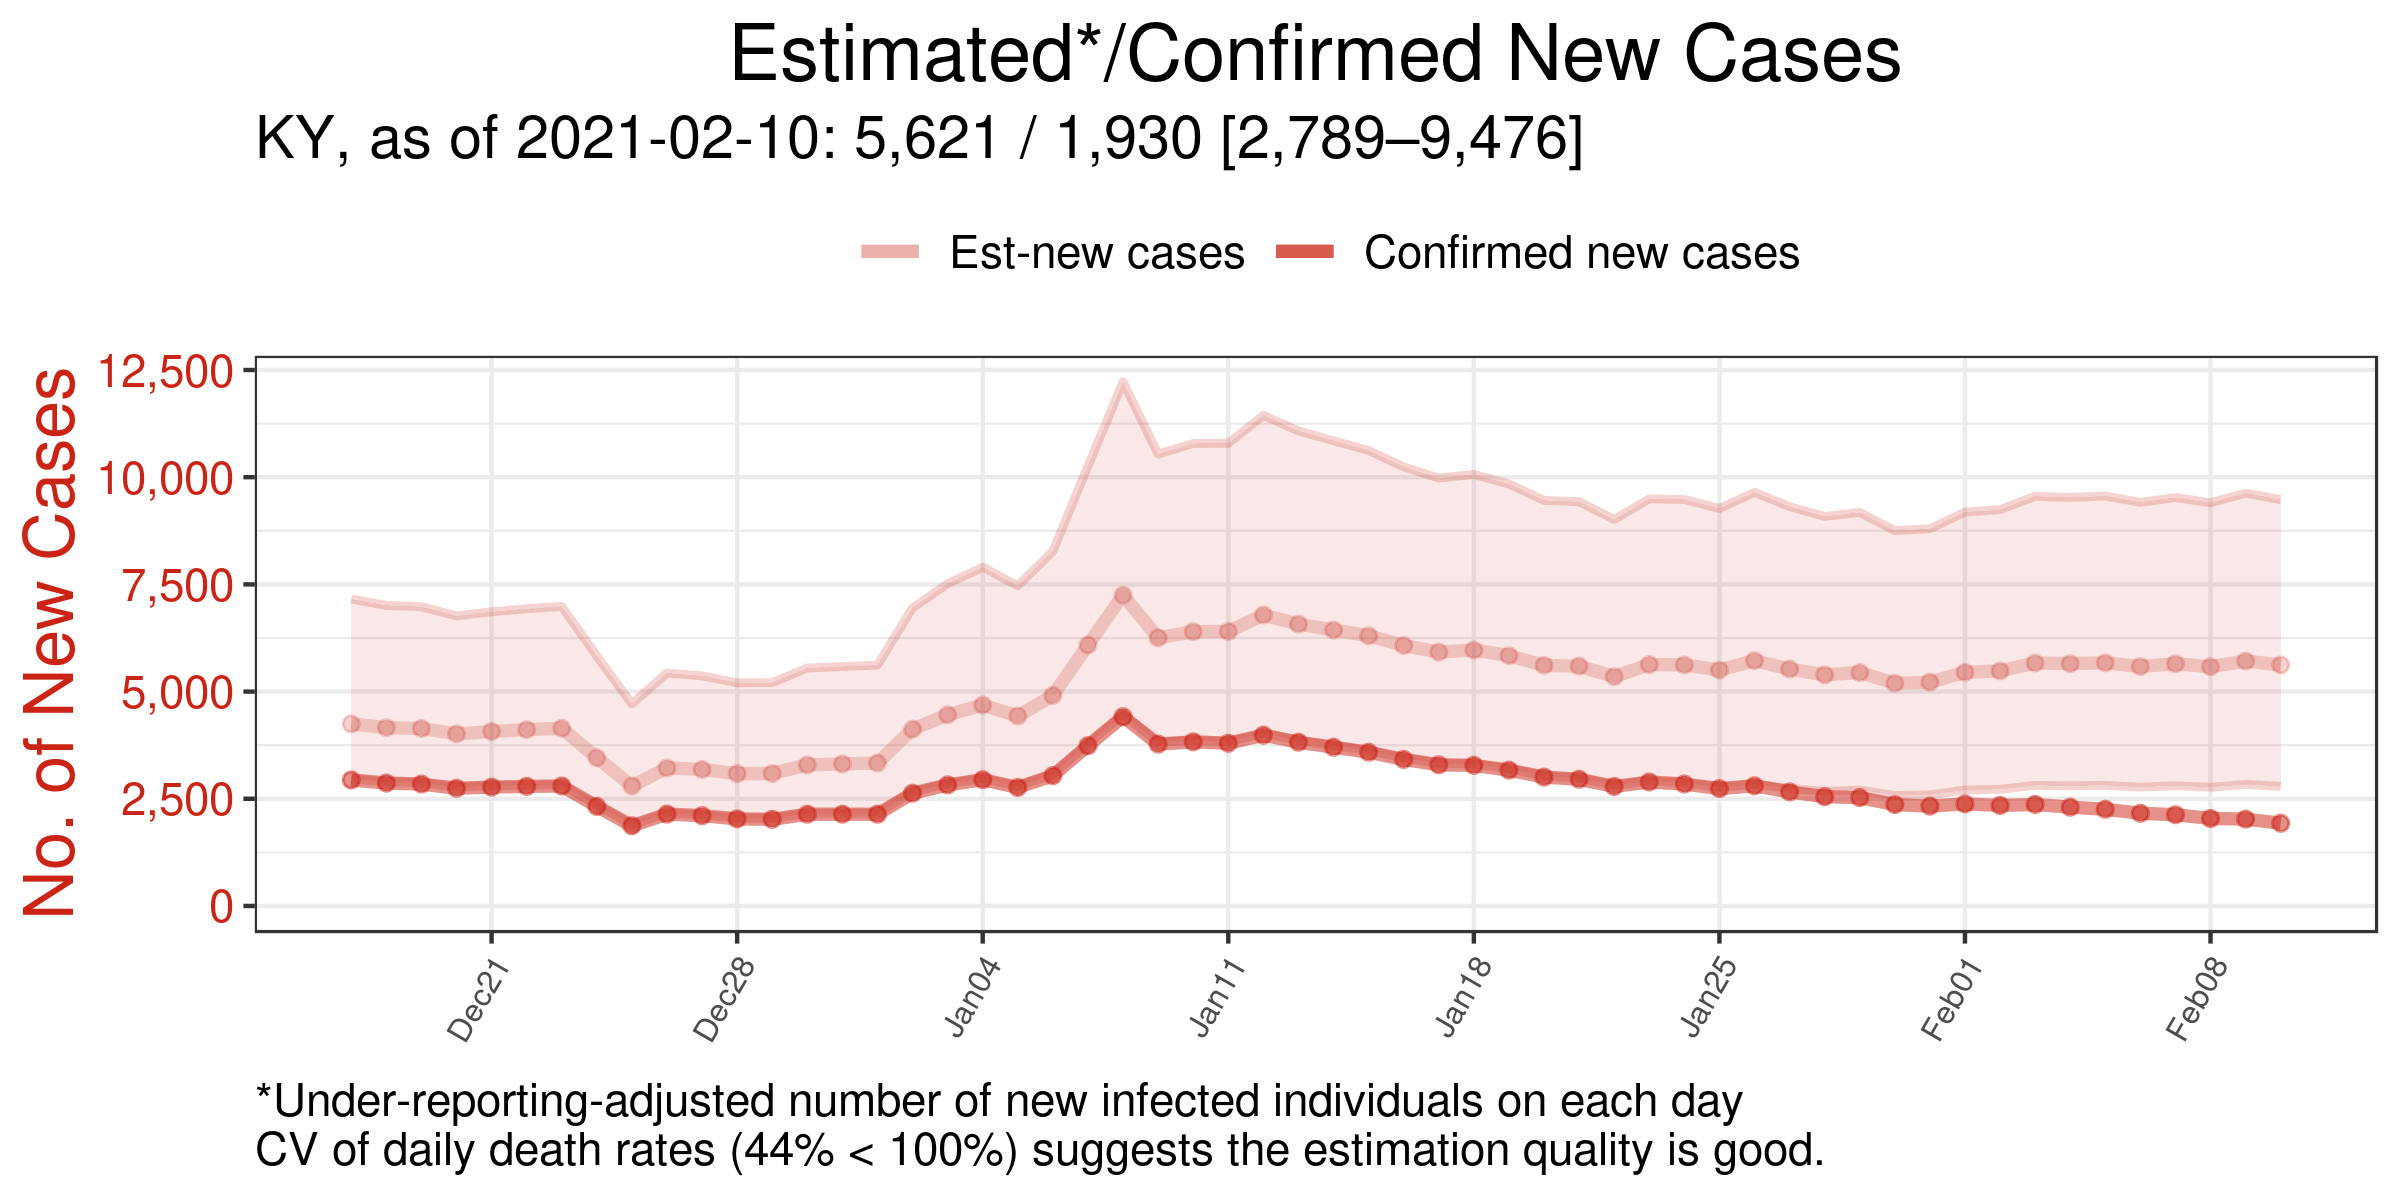 Estimated*/Confirmed New Cases
KY, as of 2021-02-10: 5,621 / 1,930 [2,789–9,476]
Est-new cases
Confirmed new cases
No. of New Cases
12,500
10,000
7,500
5,000
2,500
0
Dec21
Dec28
Jan04
Jan11
Jan18
Jan25
Feb01
Feb08
*Under-reporting-adjusted number of new infected individuals on each day
CV of daily death rates (44% < 100%) suggests the estimation quality is good.